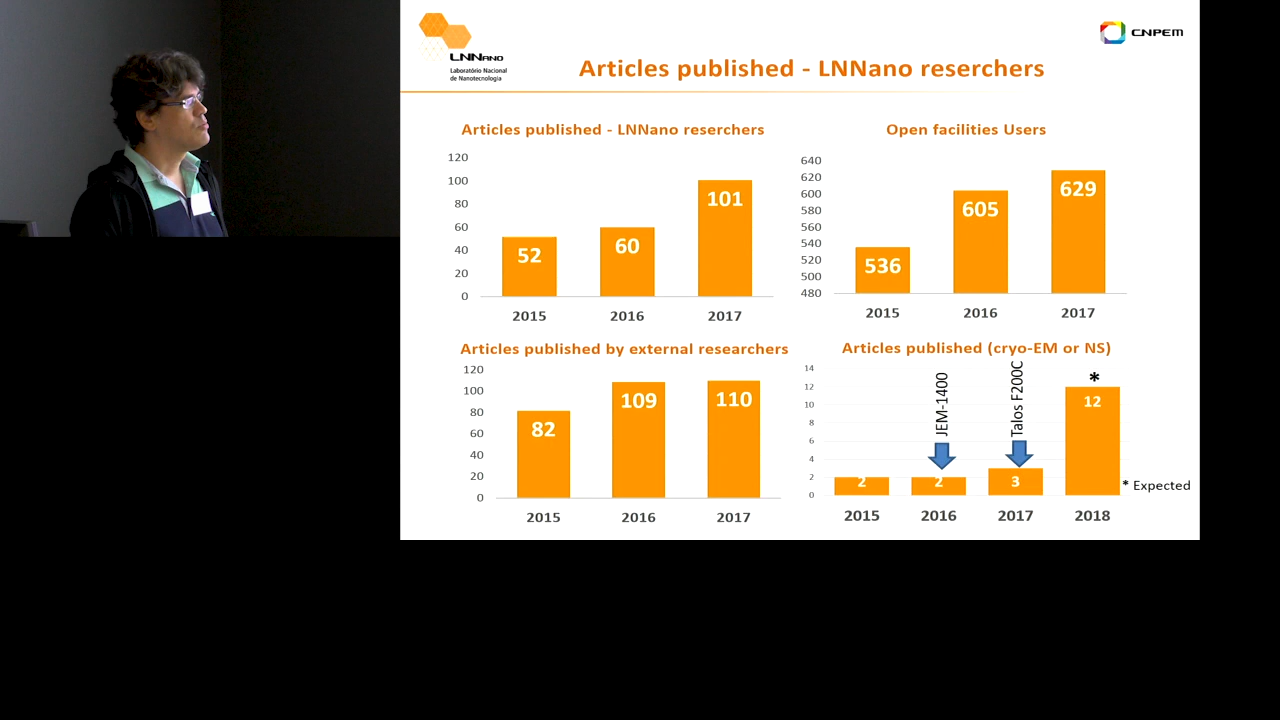 LNNANO
Laboratório Nacional
de Nanotecnologia
CNPEM
Articles published - LNNano reserchers
Articles published - LNNano reserchers
120
100
80
60
40
20
0
52
60
101
2015 2016 2017
Open facilities Users
640
620
600
580
560
540
520
500
480
536
605
629
2015 2016 2017
Articles published by external researchers
120
100
80
60
40
20
0
82
109
110
2015 2016 2017
Articles published (cryo-EM or NS)
14
12
10
8
6
4
2
0
JEM-1400
Talos F200C
*
2
2
3
12
* Expected
2015 2016 2017 2018